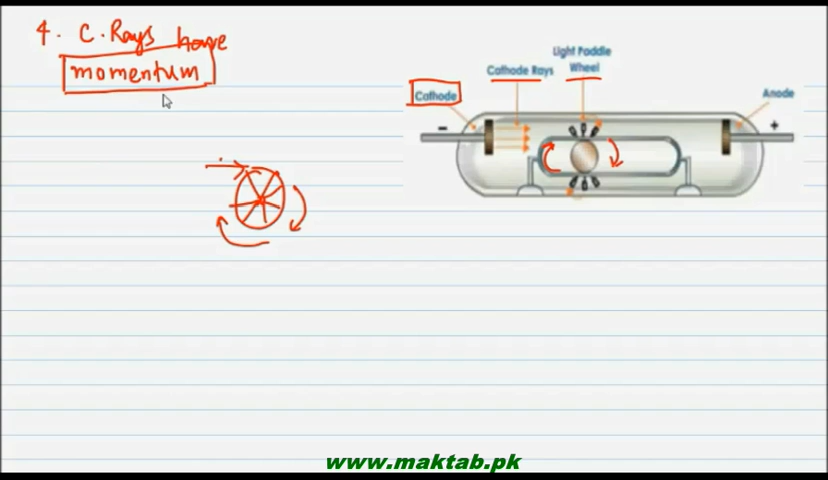 4. C. Rays have
momentum
Light Paddle
Wheel
Cathode Rays
Cathode
Anode
−
+
www.maktab.pk